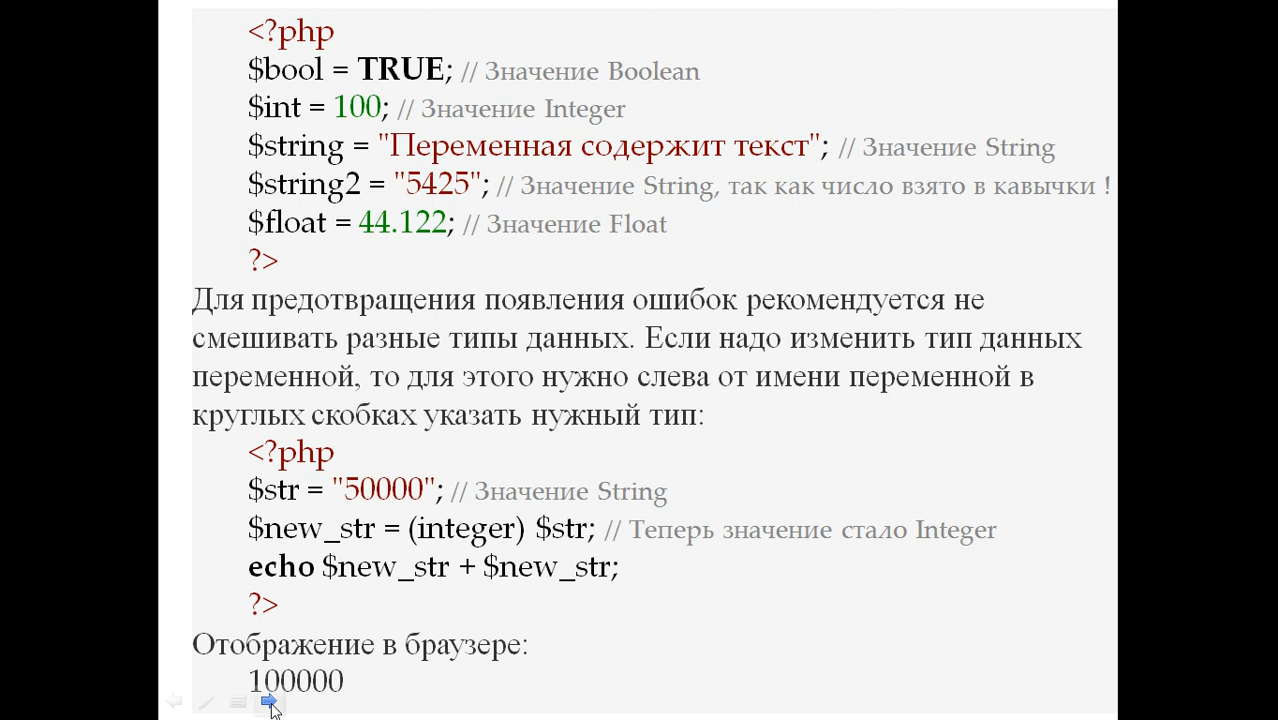 <?php
$bool = TRUE; // Значение Boolean
$int = 100; // Значение Integer
$string = "Переменная содержит текст"; // Значение String
$string2 = "5425"; // Значение String, так как число взято в кавычки !
$float = 44.122; // Значение Float
?>
Для предотвращения появления ошибок рекомендуется не
смешивать разные типы данных. Если надо изменить тип данных
переменной, то для этого нужно слева от имени переменной в
круглых скобках указать нужный тип:
<?php
$str = "50000"; // Значение String
$new_str = (integer) $str; // Теперь значение стало Integer
echo $new_str + $new_str;
?>
Отображение в браузере:
100000